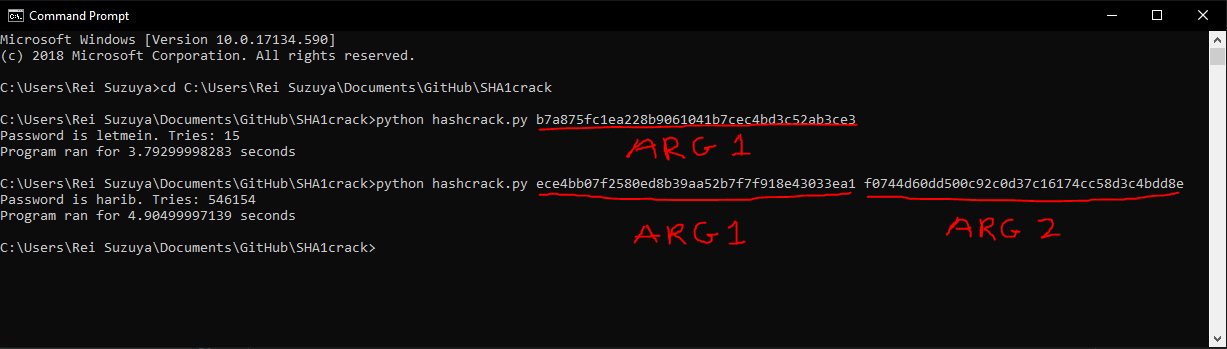 Command Prompt
Microsoft Windows [Version 10.0.17134.590]
(c) 2018 Microsoft Corporation. All rights reserved.
C:\Users\Rei Suzuya>cd C:\Users\Rei Suzuya\Documents\GitHub\SHA1crack
C:\Users\Rei Suzuya\Documents\GitHub\SHA1crack>python hashcrack.py b7a875fc1ea228b9061041b7cec4bd3c52ab3ce3
Password is letmein. Tries: 15
Program ran for 3.79299998283 seconds
ARG 1
C:\Users\Rei Suzuya\Documents\GitHub\SHA1crack>python hashcrack.py ece4bb07f2580ed8b39aa52b7f7f918e43033ea1 f0744d60dd500c92c0d37c16174cc58d3c4bdd8e
Password is harib. Tries: 546154
Program ran for 4.90499997139 seconds
ARG 1 ARG 2
C:\Users\Rei Suzuya\Documents\GitHub\SHA1crack>